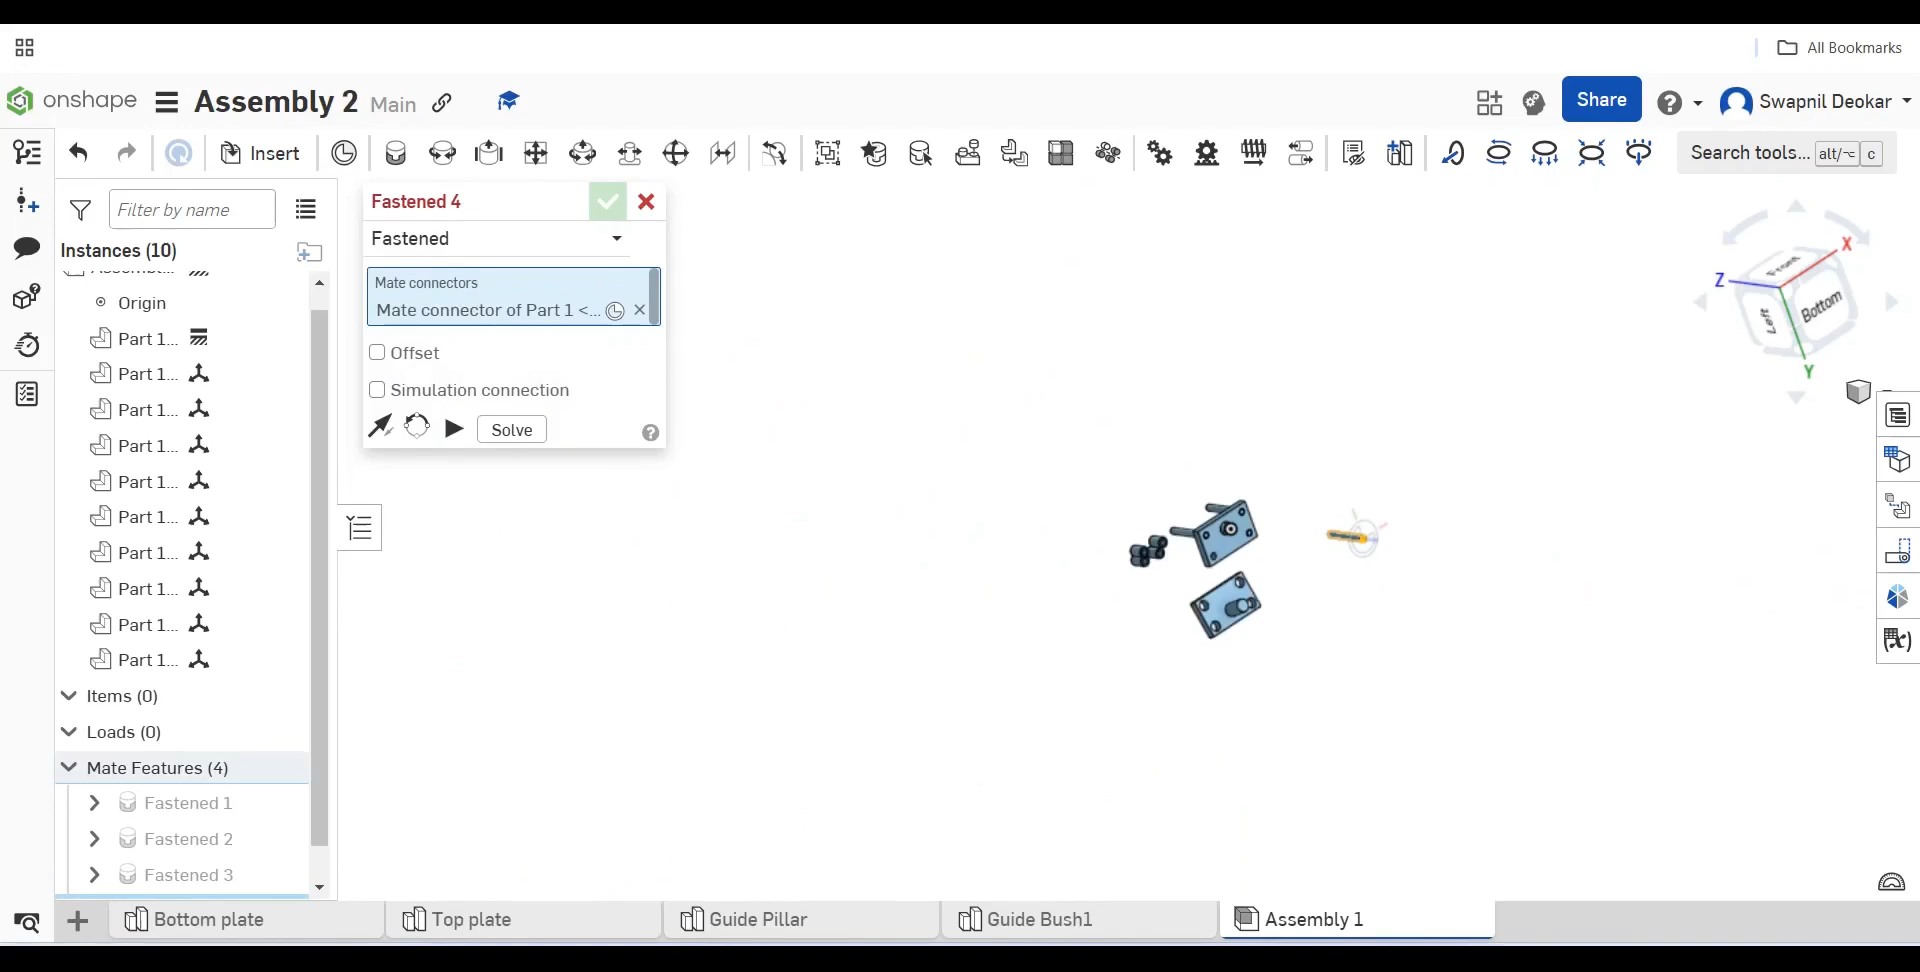 All Bookmarks
onshape Assembly 2 Main Share Swapnil Deokar
Insert Search tools... alt/⌥ c
Filter by name
Instances (10)
Origin
Part 1...
Part 1...
Part 1...
Part 1...
Part 1...
Part 1...
Part 1...
Part 1...
Part 1...
Part 1...
Items (0)
Loads (0)
Mate Features (4)
Fastened 1
Fastened 2
Fastened 3
Fastened 4
Fastened
Mate connectors
Mate connector of Part 1 <...
Offset
Simulation connection
Solve
X
Z
Front
Bottom
Left
Y
Bottom plate
Top plate
Guide Pillar
Guide Bush1
Assembly 1